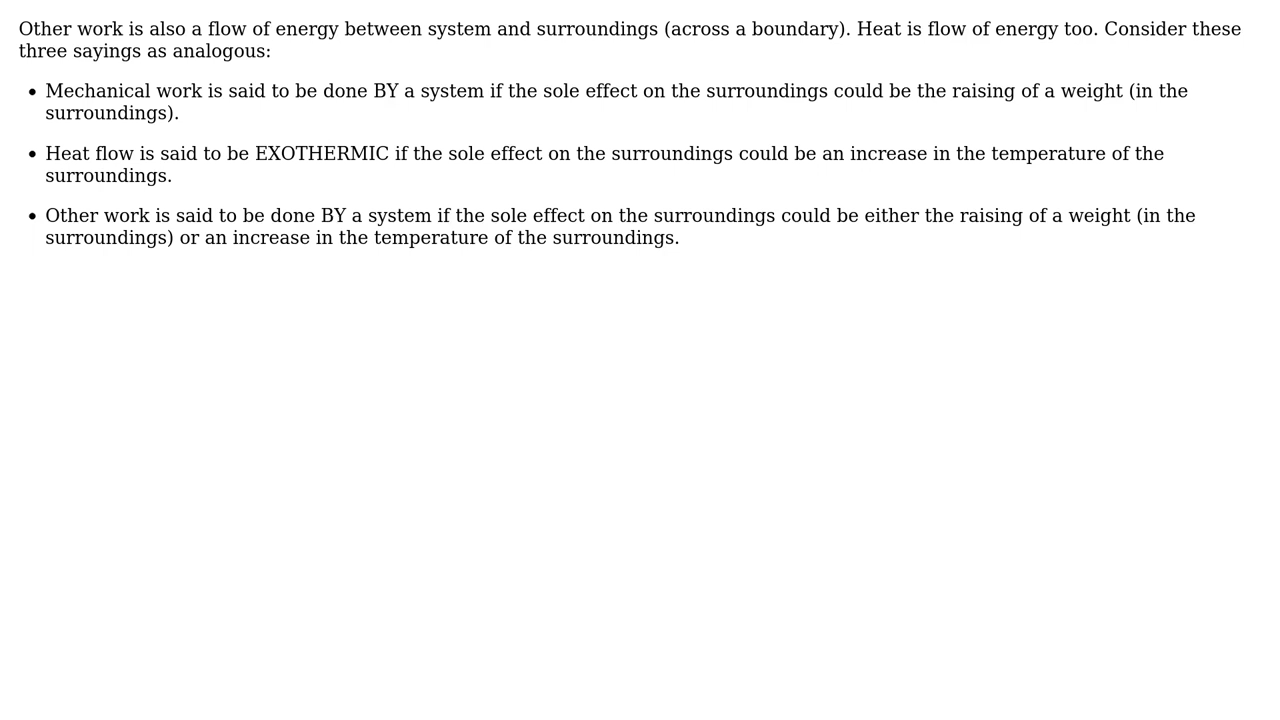 Other work is also a flow of energy between system and surroundings (across a boundary). Heat is flow of energy too. Consider these
three sayings as analogous:
• Mechanical work is said to be done BY a system if the sole effect on the surroundings could be the raising of a weight (in the
surroundings).
• Heat flow is said to be EXOTHERMIC if the sole effect on the surroundings could be an increase in the temperature of the
surroundings.
• Other work is said to be done BY a system if the sole effect on the surroundings could be either the raising of a weight (in the
surroundings) or an increase in the temperature of the surroundings.